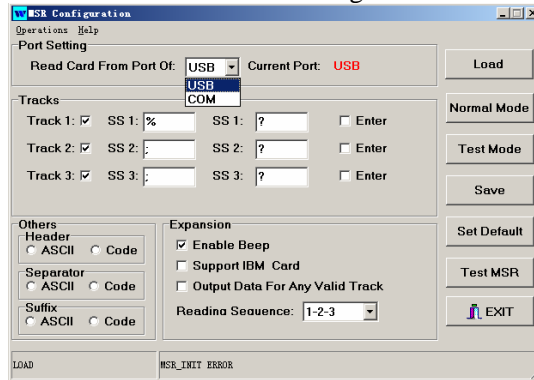 MSR Configuration
Operations Help
Port Setting
Read Card From Port Of: USB Current Port: USB
USB
COM
Load
Tracks
Track 1: SS 1: % SS 1: ? Enter
Normal Mode
Track 2: SS 2: ; SS 2: ? Enter
Test Mode
Track 3: SS 3: ; SS 3: ? Enter
Save
Others
Header
ASCII Code
Separator
ASCII Code
Suffix
ASCII Code
Expansion
Enable Beep
Support IBM Card
Output Data For Any Valid Track
Reading Sequence: 1-2-3
Set Default
Test MSR
EXIT
LOAD MSR_INIT ERROR